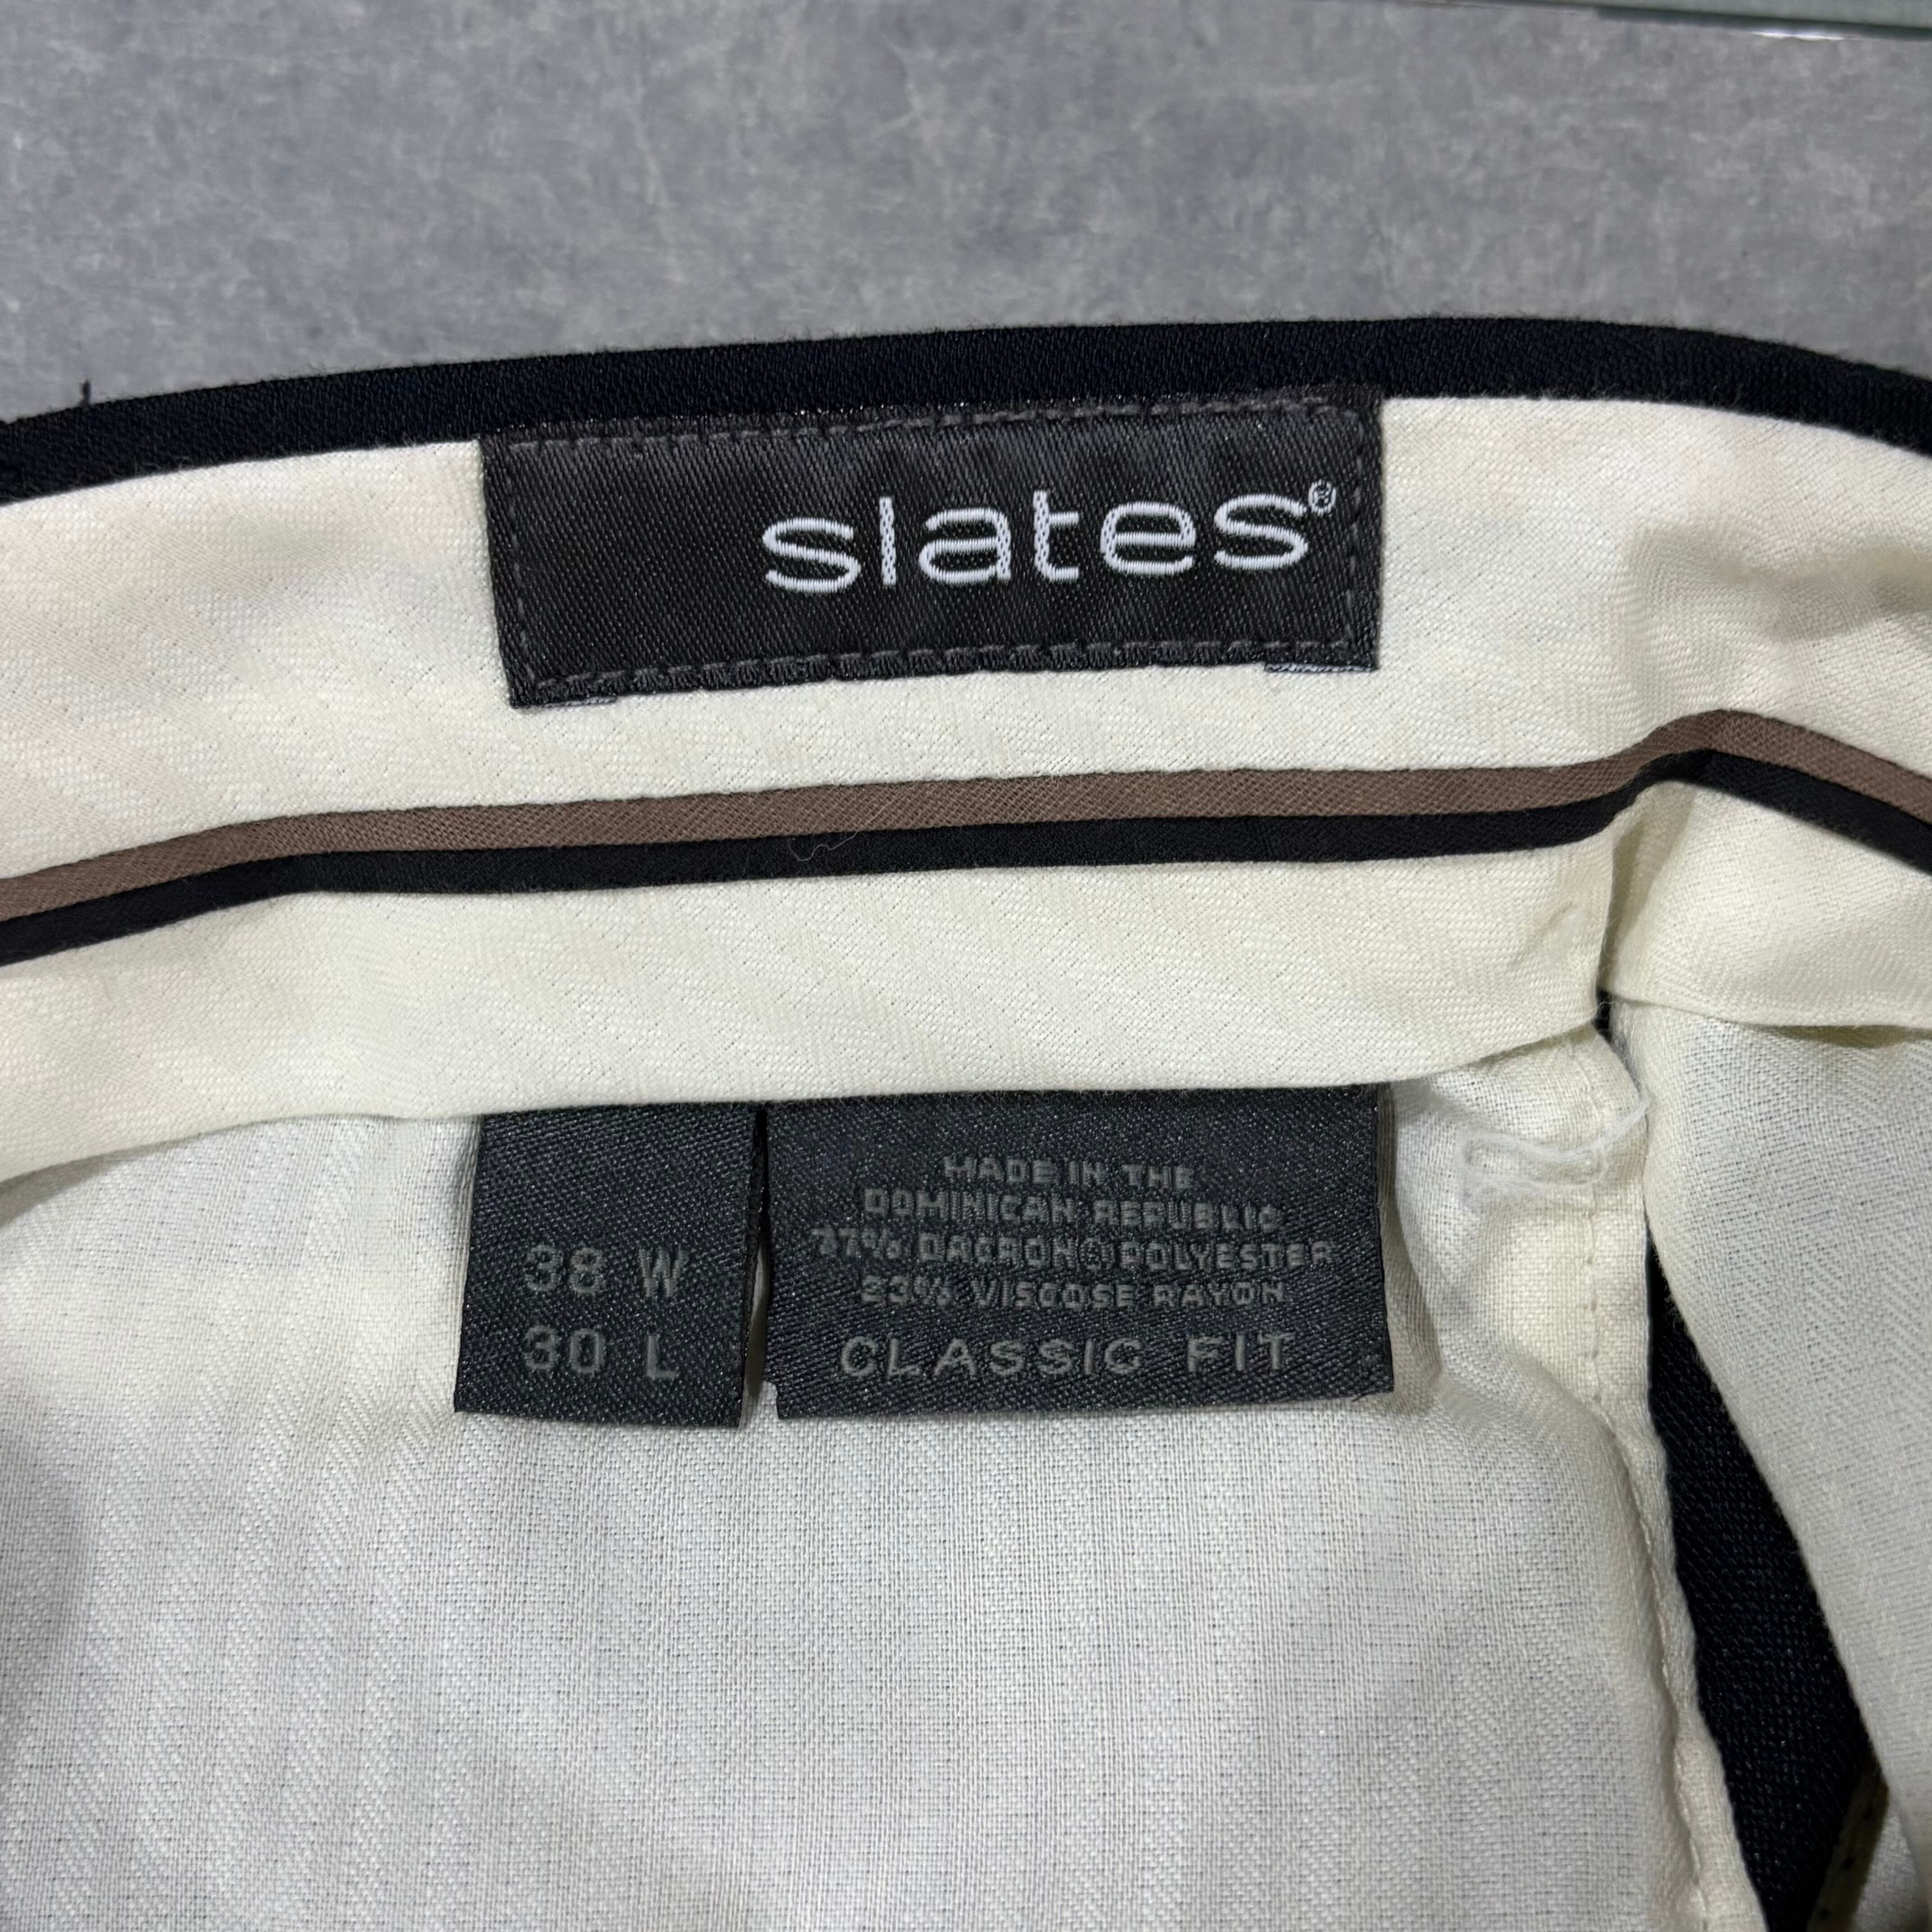 slates®
38 W
30 L
MADE IN THE
DOMINICAN REPUBLIC
77% DACRON® POLYESTER
23% VISCOSE RAYON
CLASSIC FIT